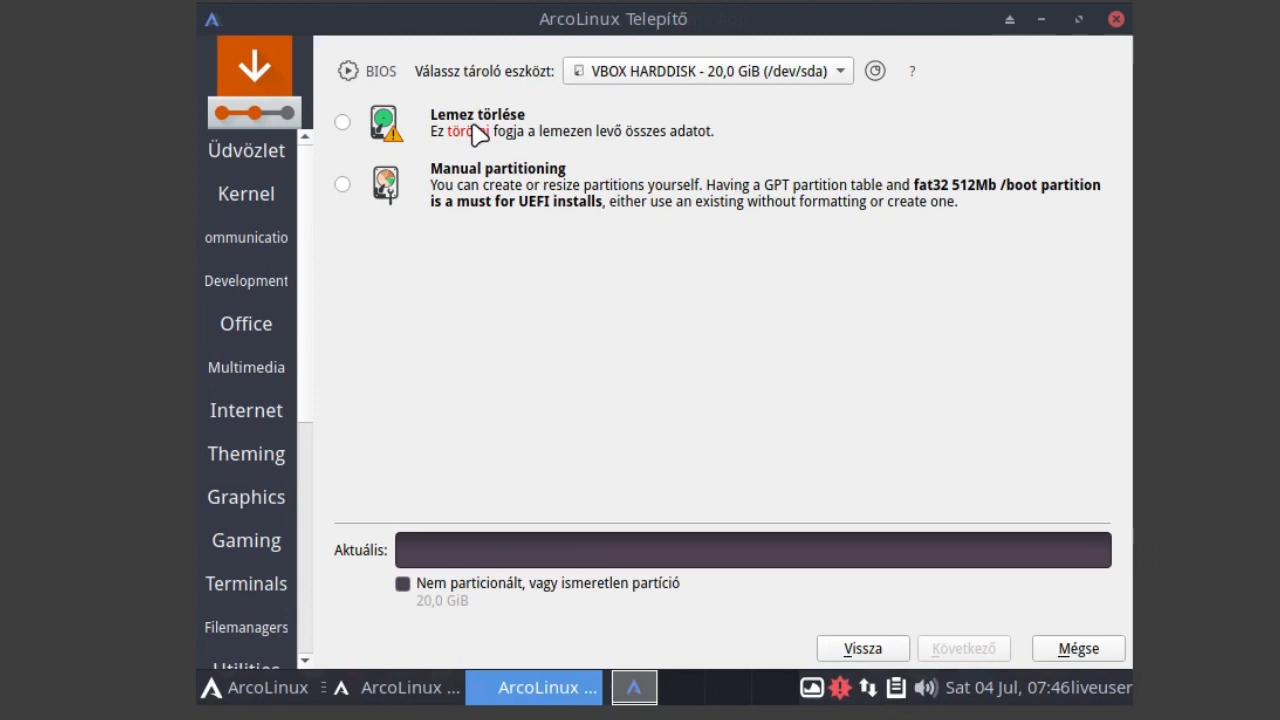 ArcoLinux Telepítő
BIOS
Válassz tároló eszközt:
VBOX HARDDISK - 20,0 GiB (/dev/sda)
?
Lemez törlése
Ez fogja a lemezen levő összes adatot.
Manual partitioning
You can create or resize partitions yourself. Having a GPT partition table and fat32 512Mb /boot partition
is a must for UEFI installs, either use an existing without formatting or create one.
Üdvözlet
Kernel
ommunicatio
Development
Office
Multimedia
Internet
Theming
Graphics
Gaming
Terminals
Filemanagers
Utilities
Aktuális:
Nem particionált, vagy ismeretlen partíció
20,0 GiB
Vissza
Következő
Mégse
ArcoLinux
ArcoLinux ...
ArcoLinux ...
Sat 04 Jul, 07:46
liveuser